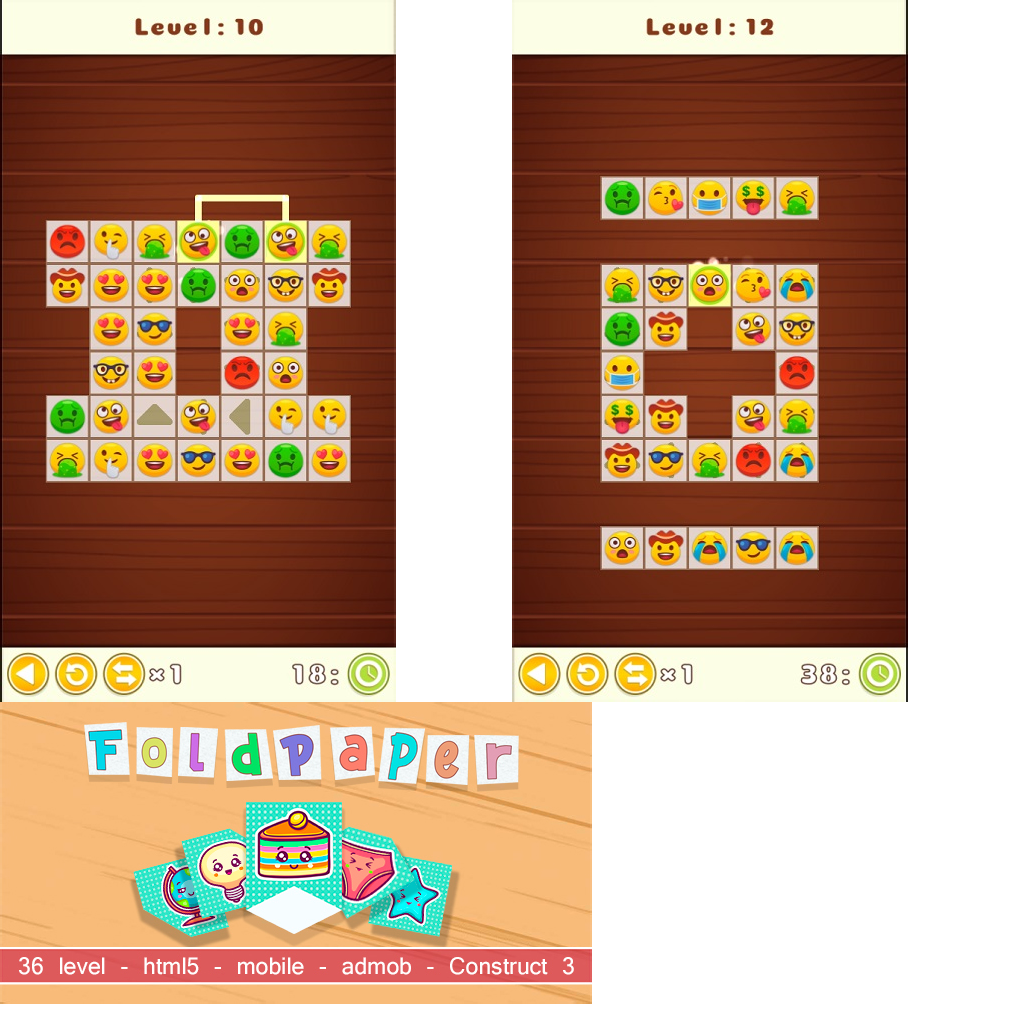 Level: 10
Level: 12
×1
18:
×1
38:
FoldPaper
36 level - html5 - mobile - admob - Construct 3